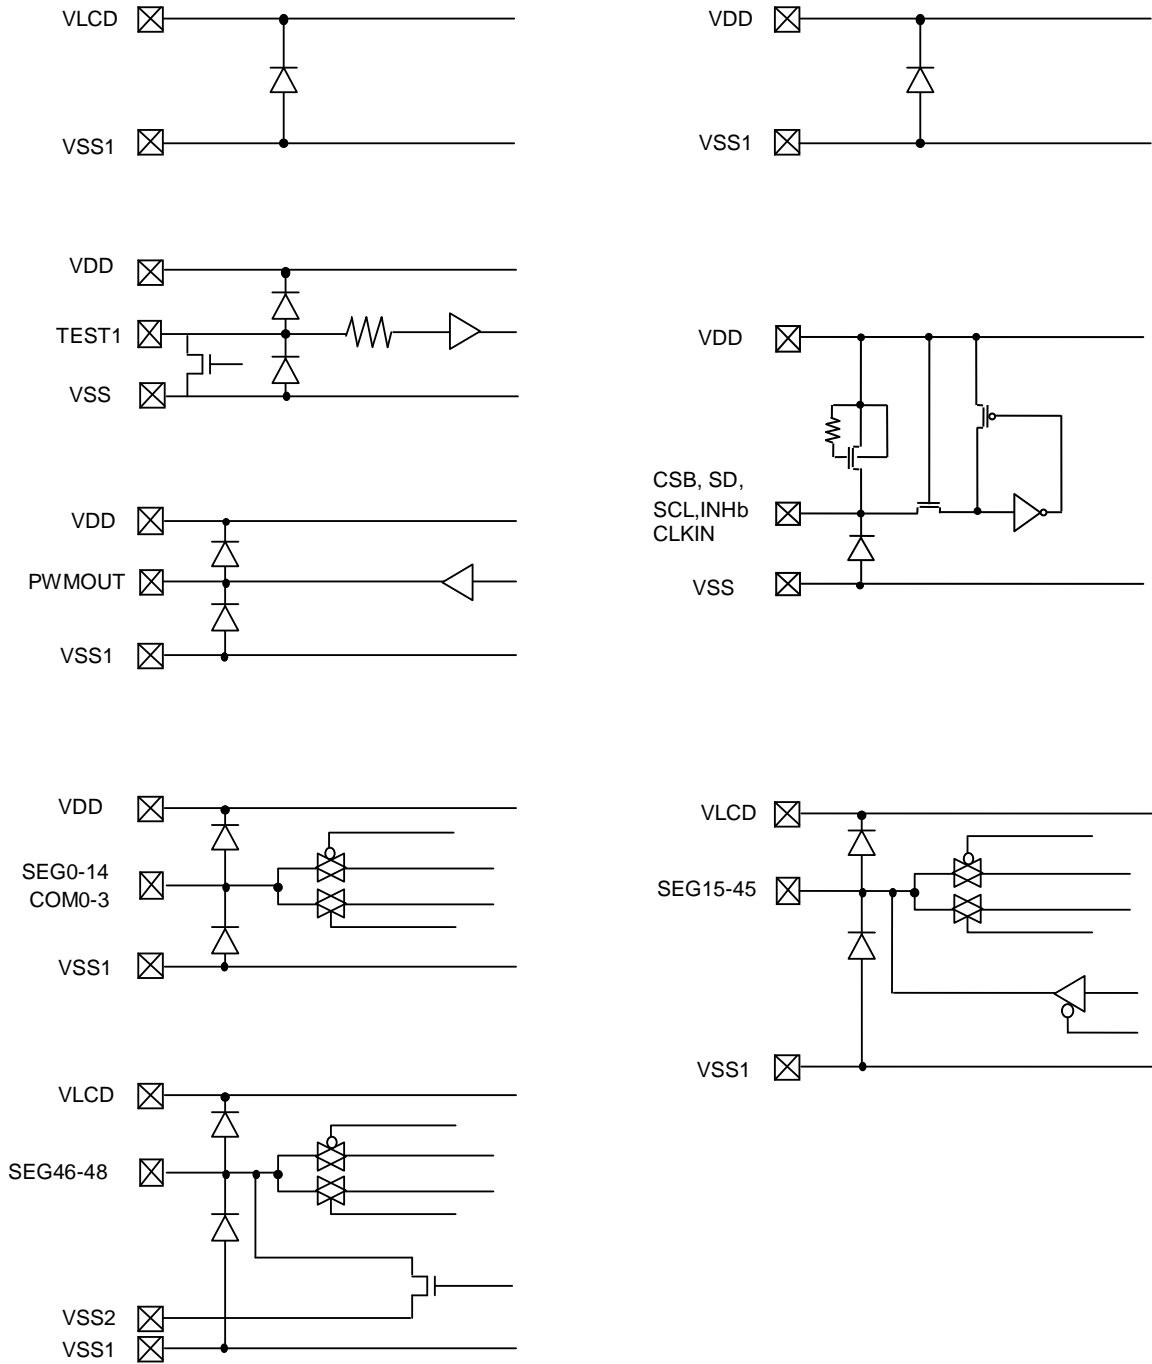 VLCD
VSS1
VDD
VSS1
VDD
TEST1
VSS
VDD
CSB, SD,
SCL,INHb
CLKIN
VSS
VDD
PWMOUT
VSS1
VDD
SEG0-14
COM0-3
VSS1
VLCD
SEG15-45
VSS1
VLCD
SEG46-48
VSS2
VSS1